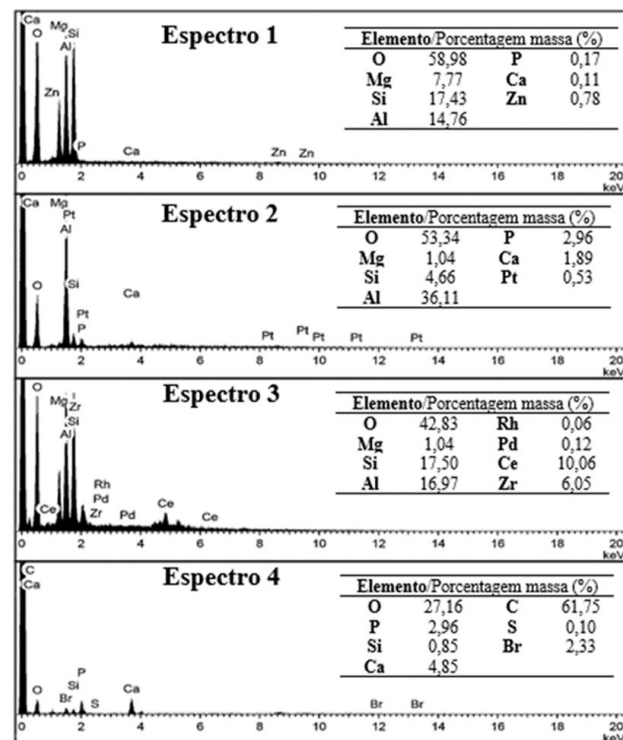 Espectro 1
Elemento/Porcentagem massa (%)
O 58,98 P 0,17
Mg 7,77 Ca 0,11
Si 17,43 Zn 0,78
Al 14,76
Ca Mg Si
O Al
Zn
P Ca Zn Zn
0 2 4 6 8 10 12 14 16 18 20
keV
Espectro 2
Elemento/Porcentagem massa (%)
O 53,34 P 2,96
Mg 1,04 Ca 1,89
Si 4,66 Pt 0,53
Al 36,11
Ca Mg
Pt
Al
O Si Ca
Pt
P Pt Pt Pt Pt Pt
0 2 4 6 8 10 12 14 16 18 20
keV
Espectro 3
Elemento/Porcentagem massa (%)
O 42,83 Rh 0,06
Mg 1,04 Pd 0,12
Si 17,50 Ce 10,06
Al 16,97 Zr 6,05
O Mg Zr
Si
Al
Rh
Pd
Ce Zr Pd Ce Ce
0 2 4 6 8 10 12 14 16 18 20
keV
Espectro 4
Elemento/Porcentagem massa (%)
O 27,16 C 61,75
P 2,96 S 0,10
Si 0,85 Br 2,33
Ca 4,85
C
Ca
P
Si Ca
O Br S Br Br
0 2 4 6 8 10 12 14 16 18 20
keV